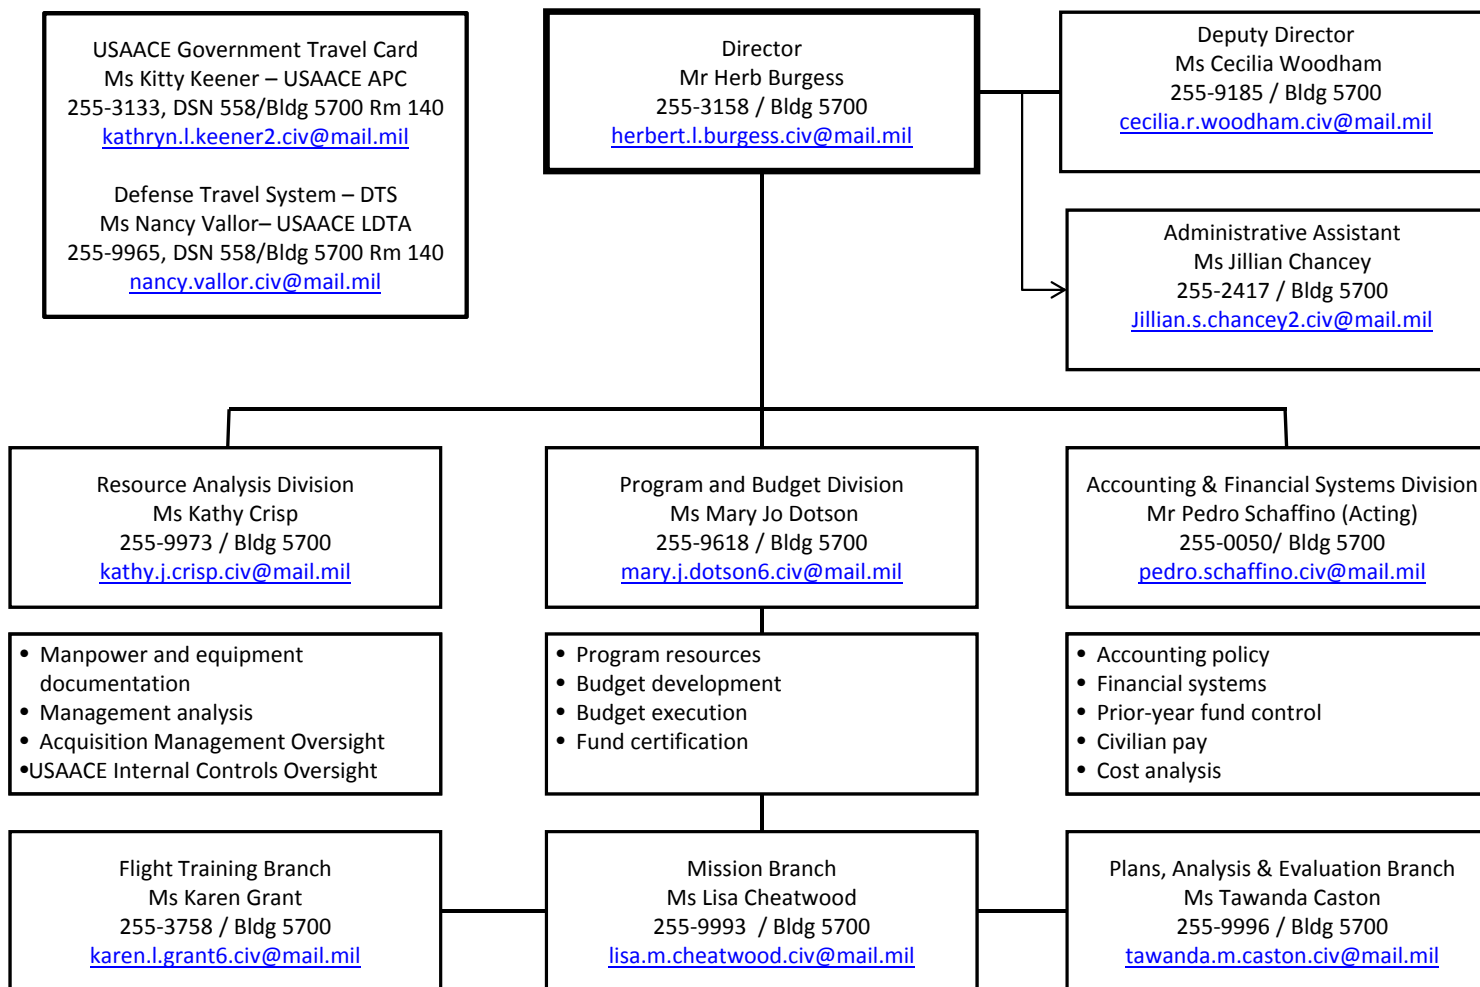 USAACE Government Travel Card
Ms Kitty Keener – USAACE APC
255-3133, DSN 558/Bldg 5700 Rm 140
kathryn.l.keener2.civ@mail.mil
Defense Travel System – DTS
Ms Nancy Vallor– USAACE LDTA
255-9965, DSN 558/Bldg 5700 Rm 140
nancy.vallor.civ@mail.mil
Director
Mr Herb Burgess
255-3158 / Bldg 5700
herbert.l.burgess.civ@mail.mil
Deputy Director
Ms Cecilia Woodham
255-9185 / Bldg 5700
cecilia.r.woodham.civ@mail.mil
Administrative Assistant
Ms Jillian Chancey
255-2417 / Bldg 5700
Jillian.s.chancey2.civ@mail.mil
Resource Analysis Division
Ms Kathy Crisp
255-9973 / Bldg 5700
kathy.j.crisp.civ@mail.mil
Program and Budget Division
Ms Mary Jo Dotson
255-9618 / Bldg 5700
mary.j.dotson6.civ@mail.mil
Accounting & Financial Systems Division
Mr Pedro Schaffino (Acting)
255-0050/ Bldg 5700
pedro.schaffino.civ@mail.mil
• Manpower and equipment
documentation
• Management analysis
• Acquisition Management Oversight
•USAACE Internal Controls Oversight
• Program resources
• Budget development
• Budget execution
• Fund certification
• Accounting policy
• Financial systems
• Prior-year fund control
• Civilian pay
• Cost analysis
Flight Training Branch
Ms Karen Grant
255-3758 / Bldg 5700
karen.l.grant6.civ@mail.mil
Mission Branch
Ms Lisa Cheatwood
255-9993  / Bldg 5700
lisa.m.cheatwood.civ@mail.mil
Plans, Analysis & Evaluation Branch
Ms Tawanda Caston
255-9996 / Bldg 5700
tawanda.m.caston.civ@mail.mil